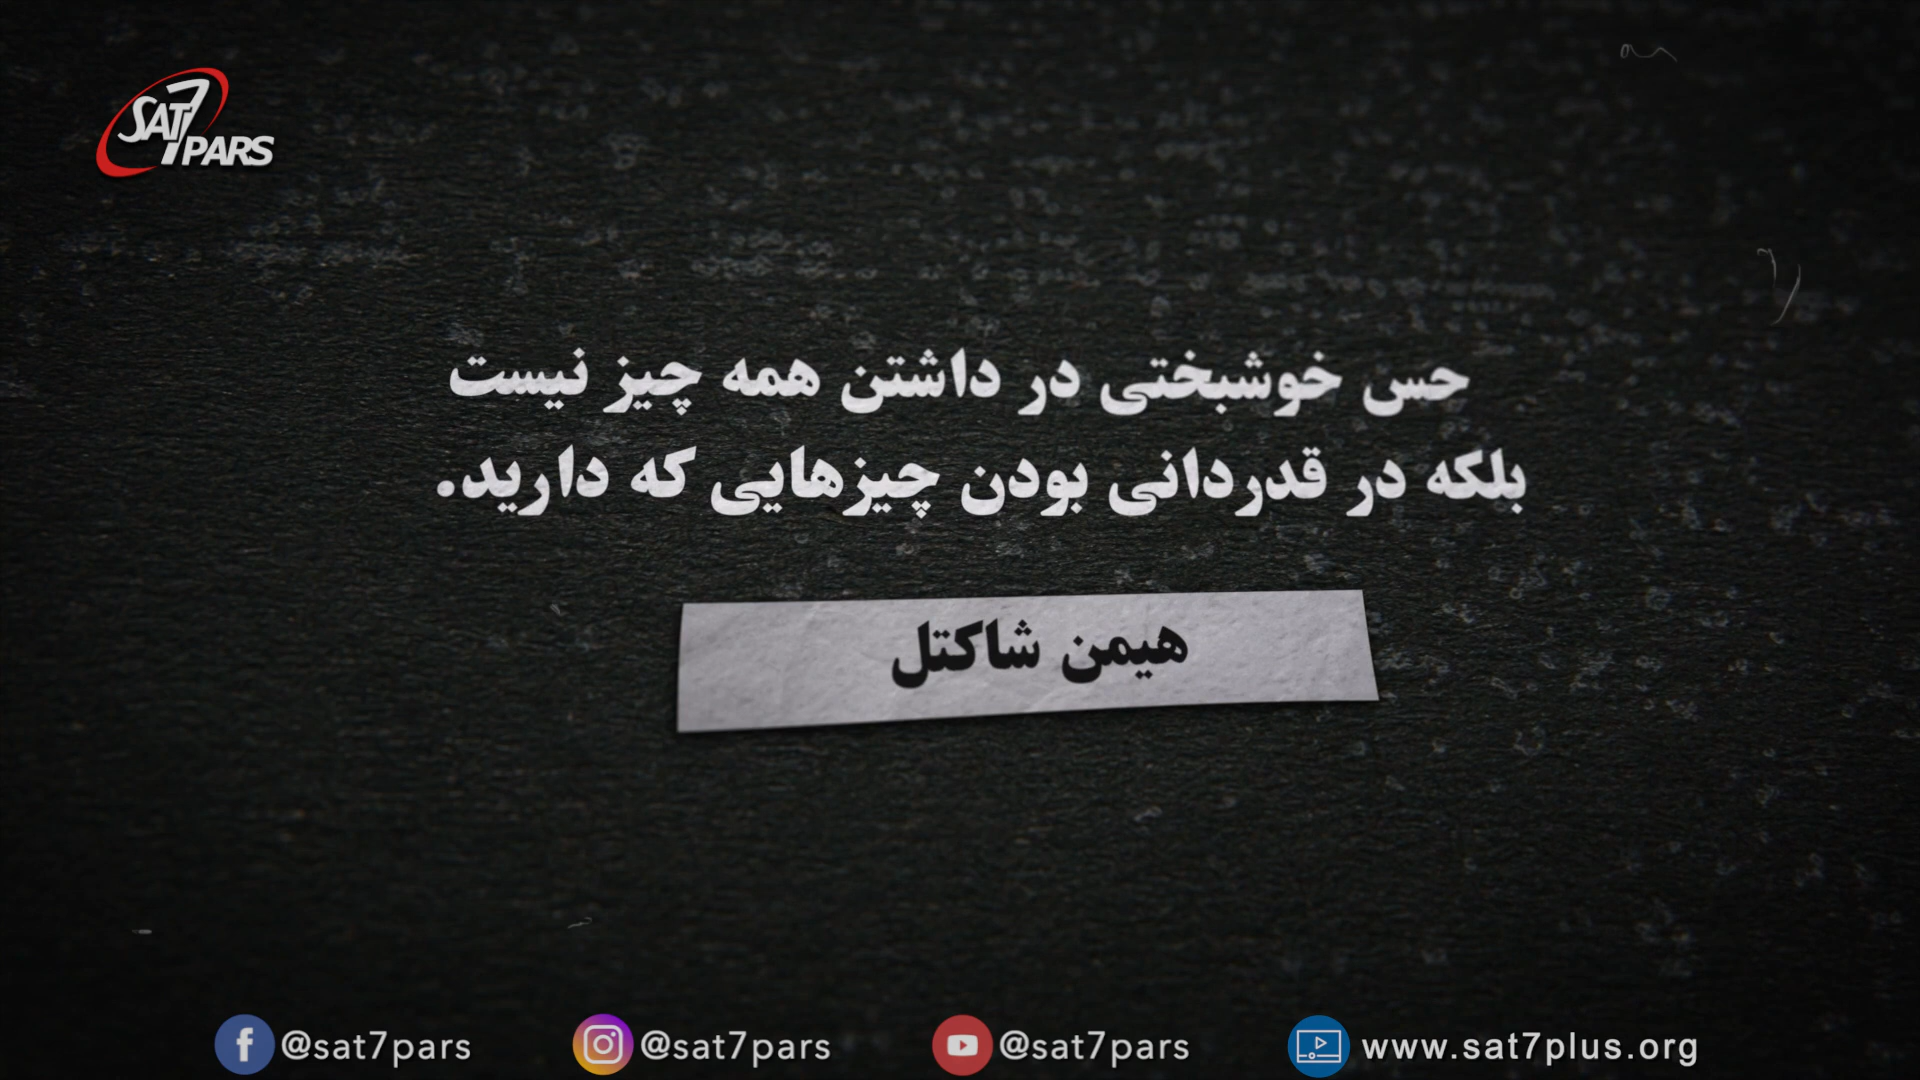 SAT7 PARS
حس خوشبختی در داشتن همه چیز نیست
بلکه در قدردانی بودن چیزهایی که دارید.
هیمن شاکتل
@sat7pars @sat7pars @sat7pars www.sat7plus.org